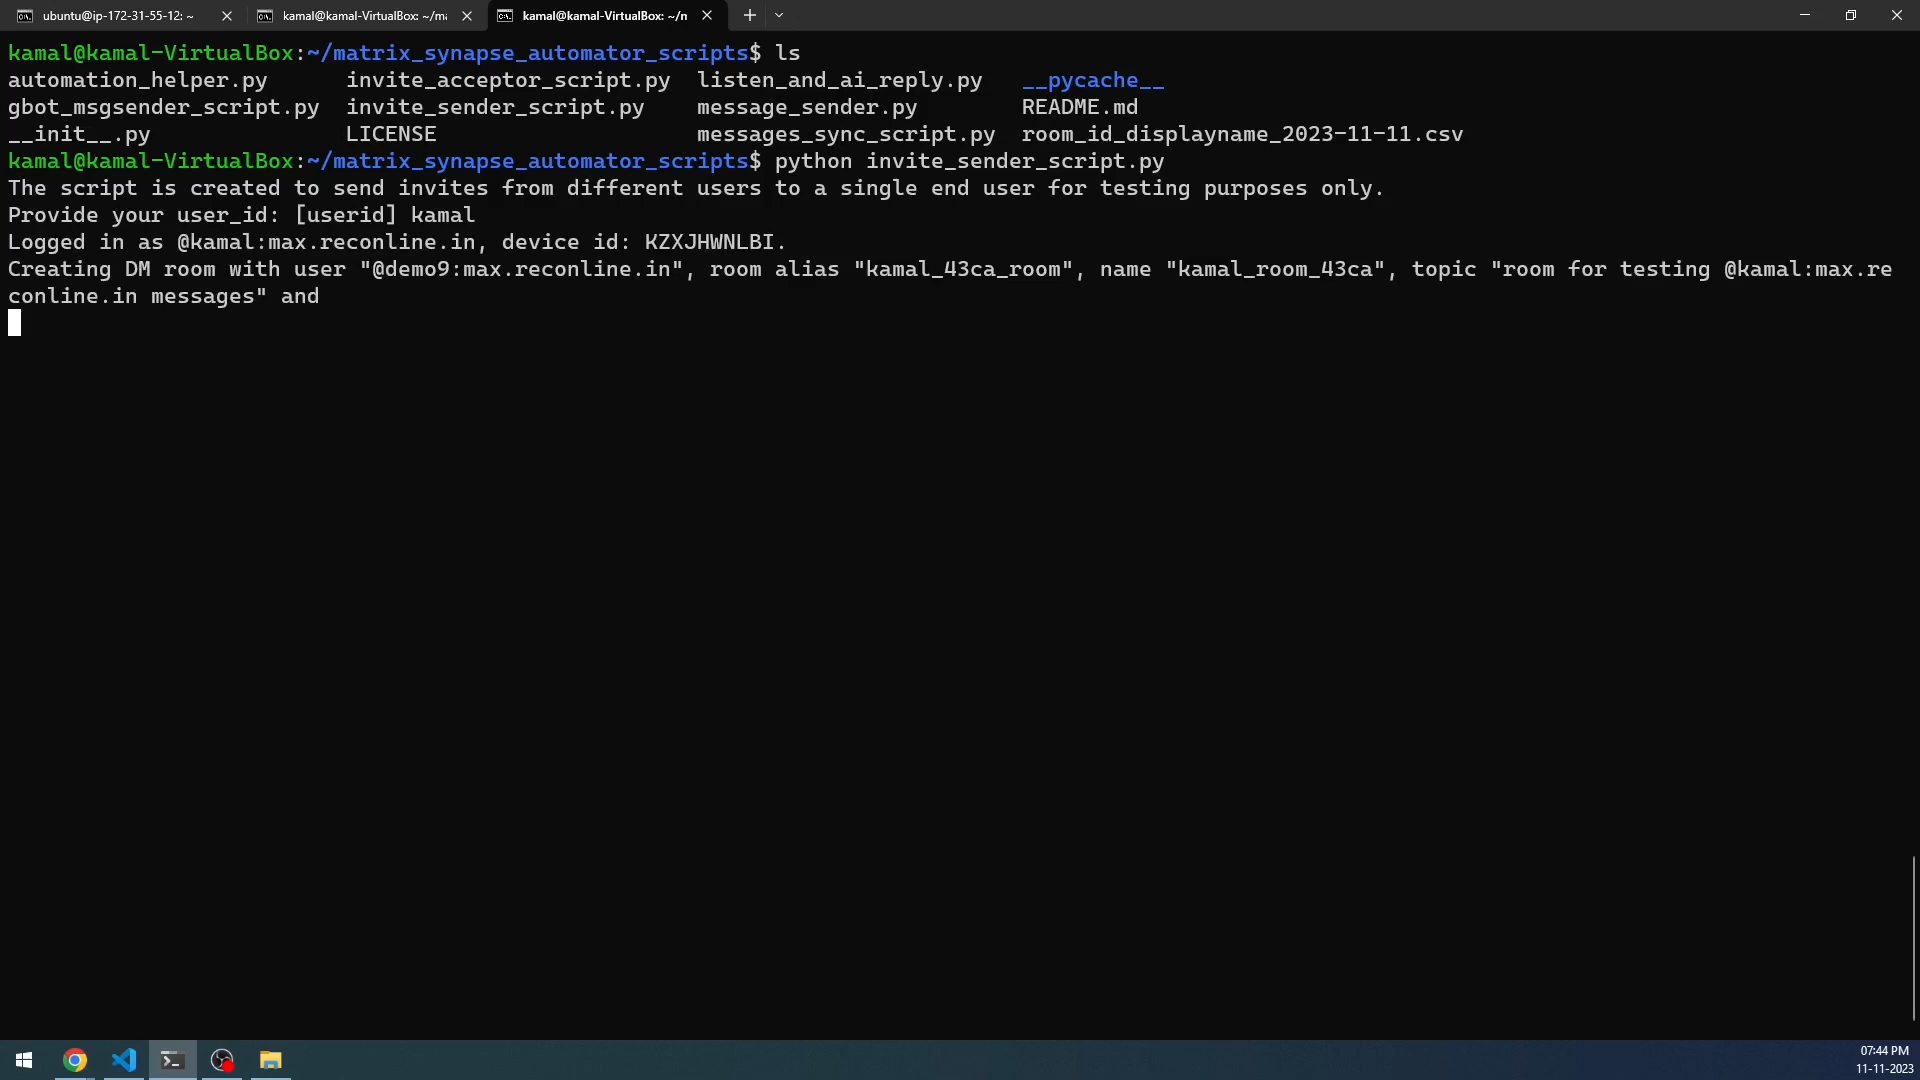 ubuntu@ip-172-31-55-12: ~
kamal@kamal-VirtualBox: ~/ma
kamal@kamal-VirtualBox: ~/n
kamal@kamal-VirtualBox:~/matrix_synapse_automator_scripts$ ls
automation_helper.py      invite_acceptor_script.py  listen_and_ai_reply.py   __pycache__
gbot_msgsender_script.py  invite_sender_script.py    message_sender.py        README.md
__init__.py               LICENSE                    messages_sync_script.py  room_id_displayname_2023-11-11.csv
kamal@kamal-VirtualBox:~/matrix_synapse_automator_scripts$ python invite_sender_script.py
The script is created to send invites from different users to a single end user for testing purposes only.
Provide your user_id: [userid] kamal
Logged in as @kamal:max.reconline.in, device id: KZXJHWNLBI.
Creating DM room with user "@demo9:max.reconline.in", room alias "kamal_43ca_room", name "kamal_room_43ca", topic "room for testing @kamal:max.re
conline.in messages" and
07:44 PM
11-11-2023